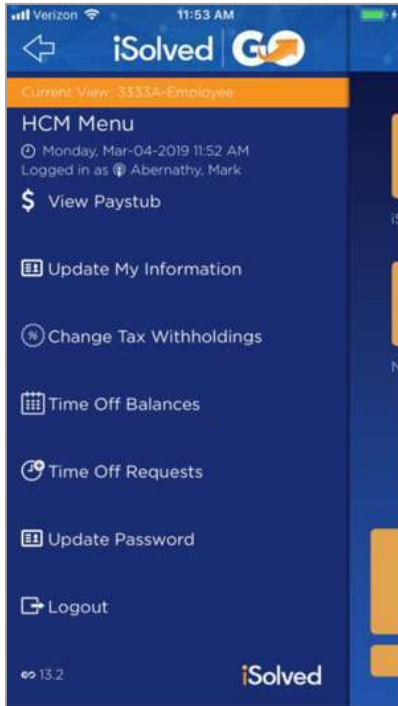 Verizon 11:53 AM
iSolved GO
Current View: 3333A-Employee
HCM Menu
Monday, Mar-04-2019 11:52 AM
Logged in as Abernathy, Mark
$ View Paystub
Update My Information
% Change Tax Withholdings
Time Off Balances
Time Off Requests
Update Password
Logout
13.2 iSolved